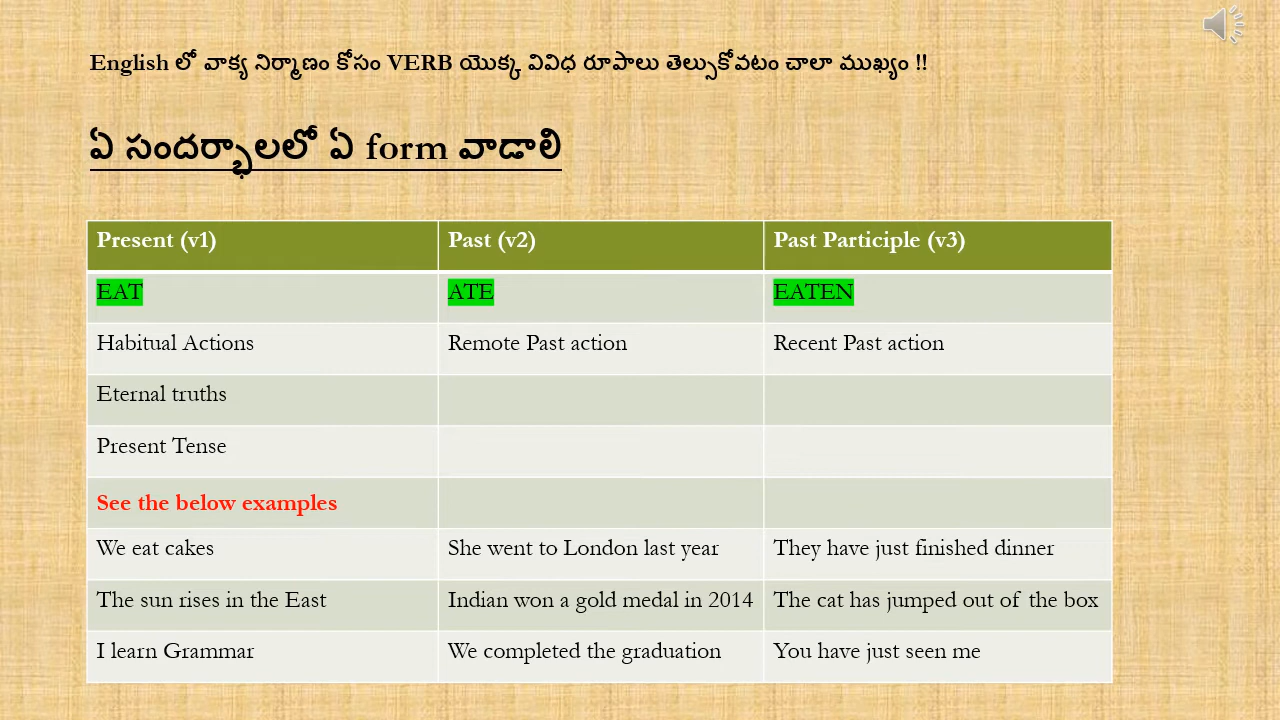 English లో వాక్య నిర్మాణం కోసం VERB యొక్క వివిధ రూపాలు తెల్సుకోవటం చాలా ముఖ్యం !!
ఏ సందర్భాలలో ఏ form వాడాలి
Present (v1) Past (v2) Past Participle (v3)
EAT ATE EATEN
Habitual Actions Remote Past action Recent Past action
Eternal truths
Present Tense
See the below examples
We eat cakes She went to London last year They have just finished dinner
The sun rises in the East Indian won a gold medal in 2014 The cat has jumped out of the box
I learn Grammar We completed the graduation You have just seen me